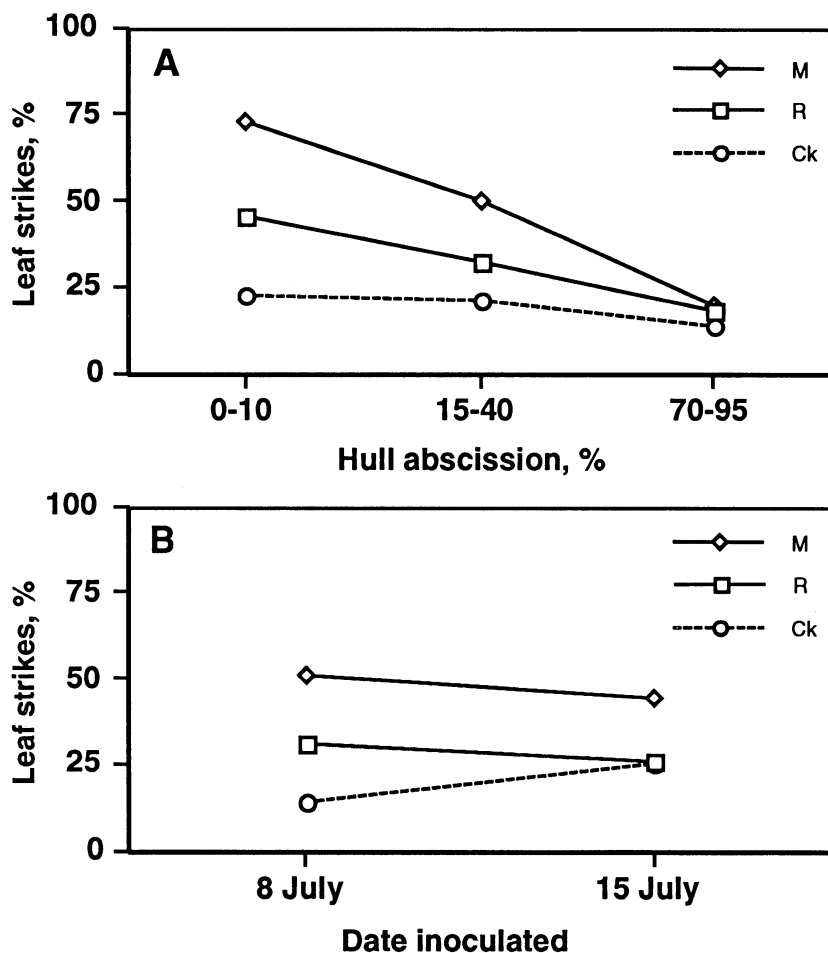 100
A
M
75
R
Ck
Leaf strikes, %
50
25
0
0-10 15-40 70-95
Hull abscission, %
100
B
M
75
R
Ck
Leaf strikes, %
50
25
0
8 July 15 July
Date inoculated